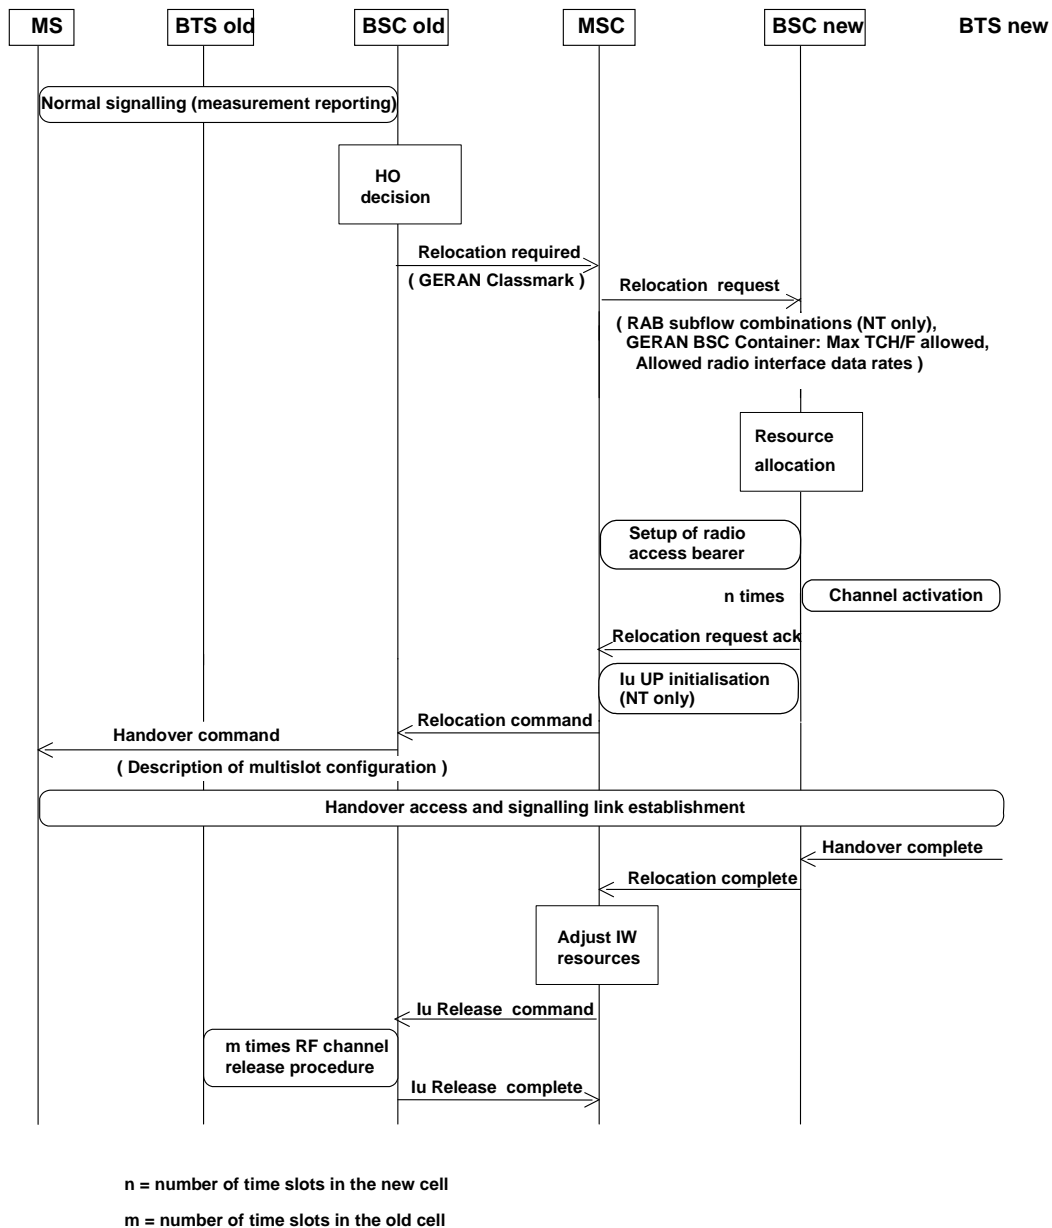 MS BTS old BSC old MSC BSC new BTS new
Normal signalling (measurement reporting)
HO
decision
Relocation required
( GERAN Classmark )
Relocation request
( RAB subflow combinations (NT only),
GERAN BSC Container: Max TCH/F allowed,
Allowed radio interface data rates )
Resource
allocation
Setup of radio
access bearer
n times
Channel activation
Relocation request ack
Iu UP initialisation
(NT only)
Relocation command
Handover command
( Description of multislot configuration )
Handover access and signalling link establishment
Handover complete
Relocation complete
Adjust IW
resources
Iu Release command
m times RF channel
release procedure
Iu Release complete
n = number of time slots in the new cell
m = number of time slots in the old cell